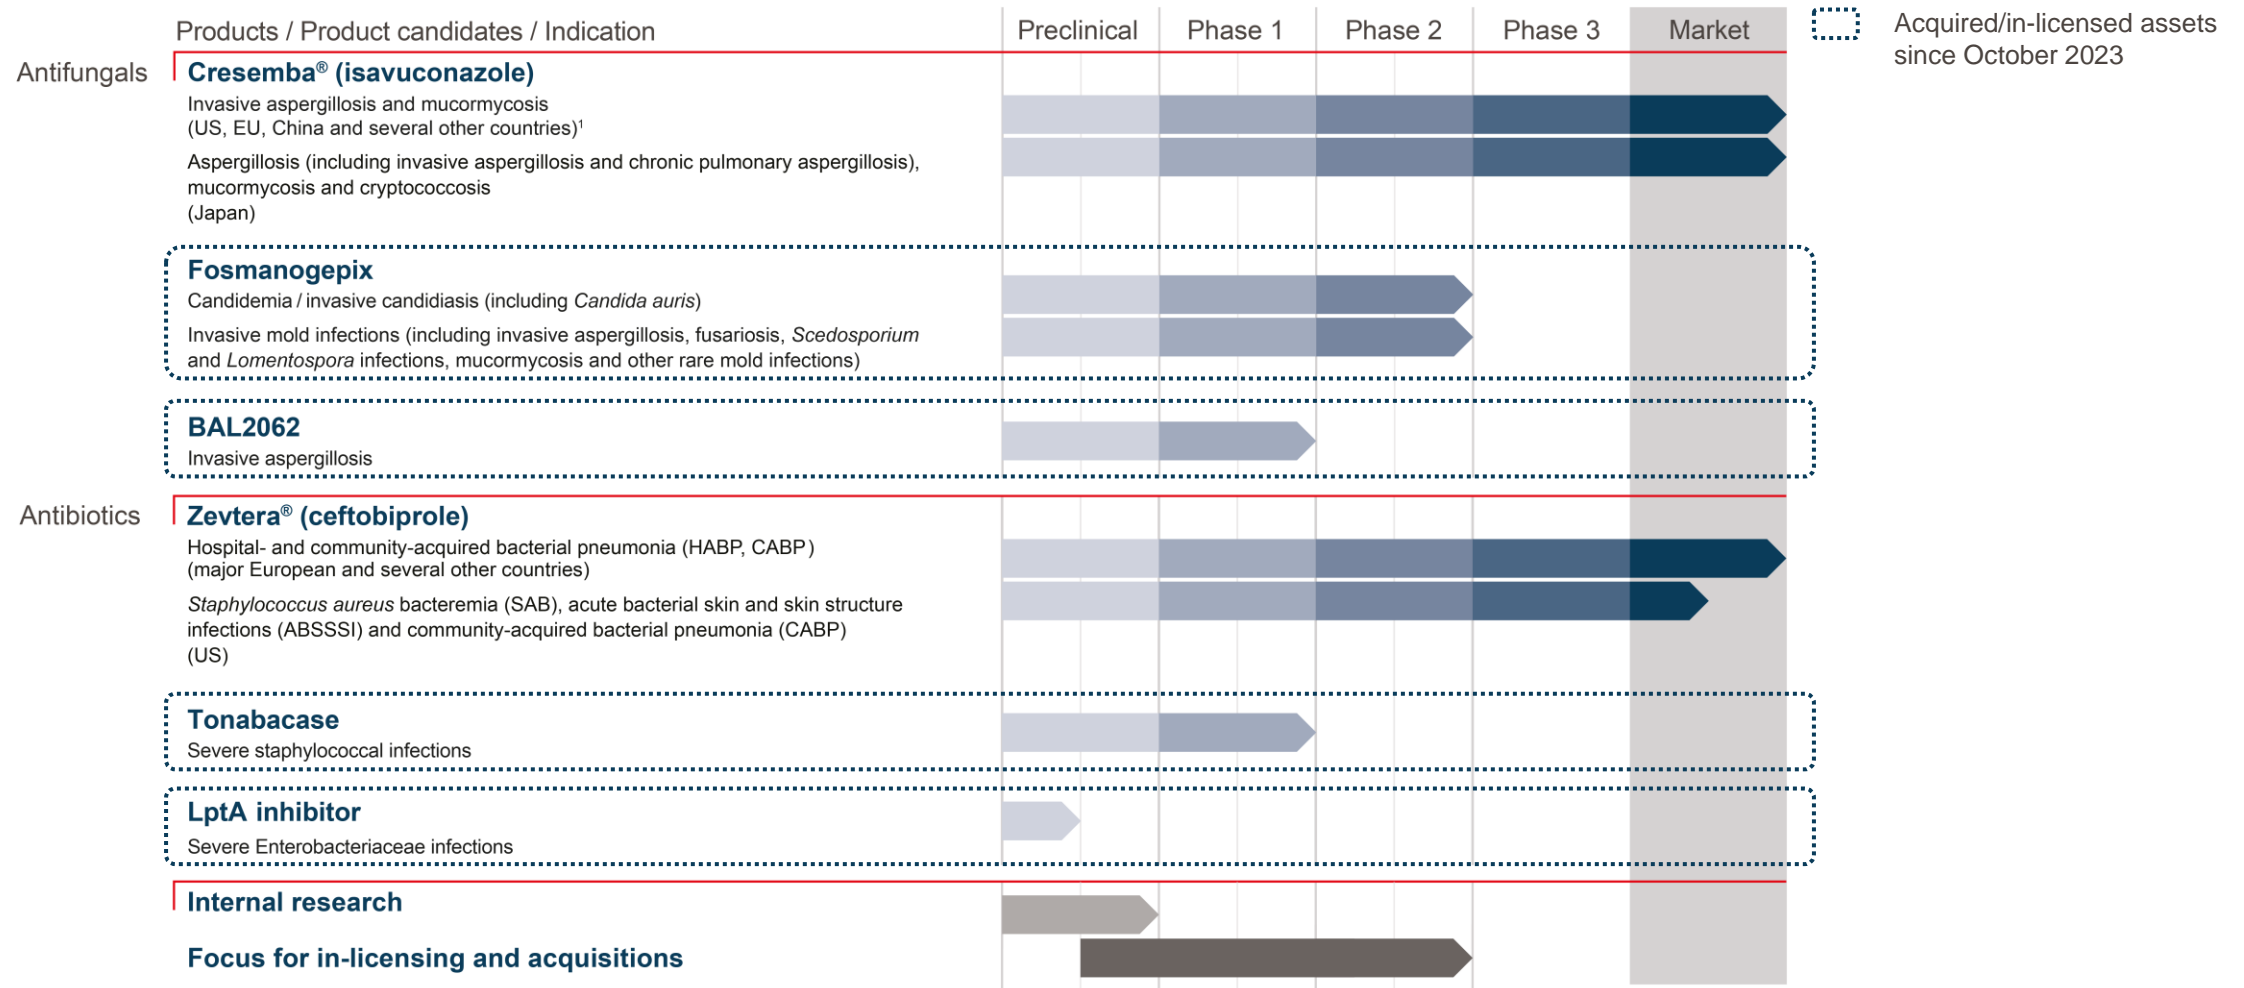 Products / Product candidates / Indication
Preclinical
Phase 1
Phase 2
Phase 3
Market
Acquired/in-licensed assets
since October 2023
Antifungals
Cresemba® (isavuconazole)
Invasive aspergillosis and mucormycosis
(US, EU, China and several other countries)¹
Aspergillosis (including invasive aspergillosis and chronic pulmonary aspergillosis),
mucormycosis and cryptococcosis
(Japan)
Fosmanogepix
Candidemia / invasive candidiasis (including Candida auris)
Invasive mold infections (including invasive aspergillosis, fusariosis, Scedosporium
and Lomentospora infections, mucormycosis and other rare mold infections)
BAL2062
Invasive aspergillosis
Antibiotics
Zevtera® (ceftobiprole)
Hospital- and community-acquired bacterial pneumonia (HABP, CABP)
(major European and several other countries)
Staphylococcus aureus bacteremia (SAB), acute bacterial skin and skin structure
infections (ABSSSI) and community-acquired bacterial pneumonia (CABP)
(US)
Tonabacase
Severe staphylococcal infections
LptA inhibitor
Severe Enterobacteriaceae infections
Internal research
Focus for in-licensing and acquisitions